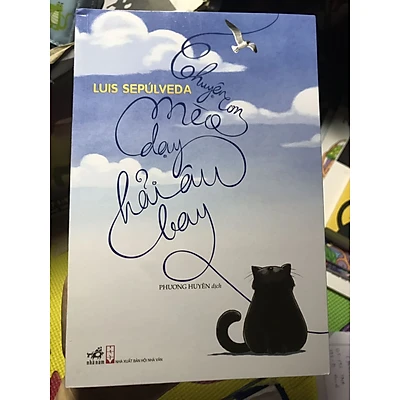 LUIS SEPÚLVEDA
Chuyện con
mèo
dạy
hải âu
bay
PHƯƠNG HUYÊN dịch
nhã nam
NHÀ XUẤT BẢN HỘI NHÀ VĂN